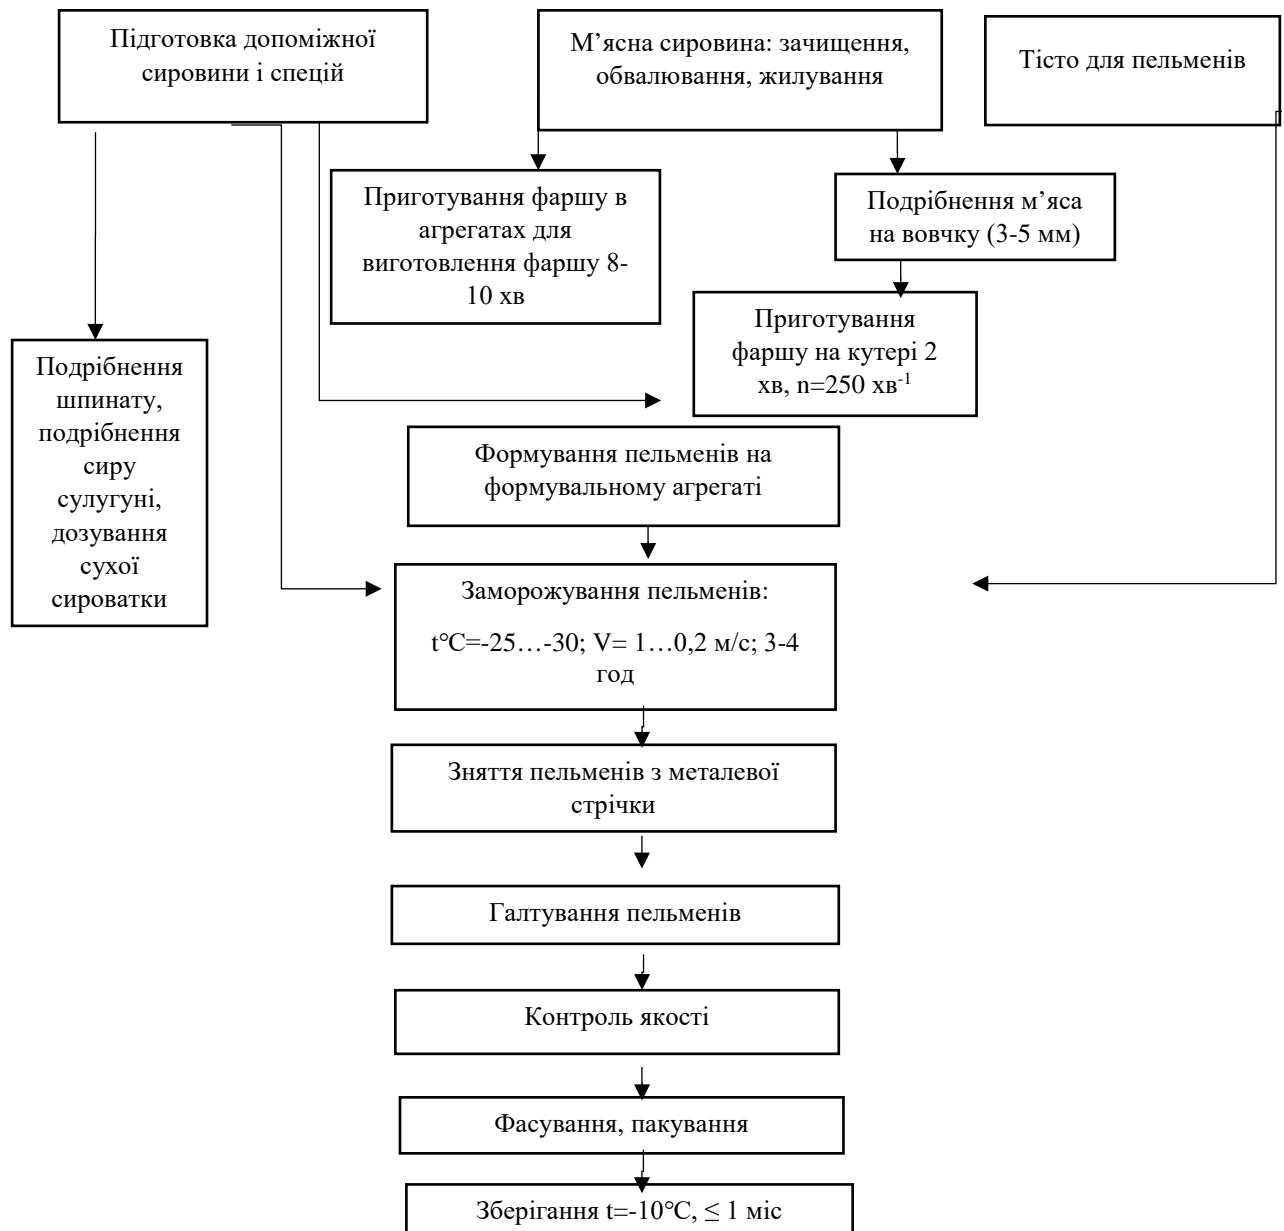 Підготовка допоміжної
сировини і спецій
М’ясна сировина: зачищення,
обвалювання, жилування
Тісто для пельменів
Приготування фаршу в
агрегатах для
виготовлення фаршу 8-
10 хв
Подрібнення м’яса
на вовчку (3-5 мм)
Приготування
фаршу на кутері 2
хв, n=250 хв⁻¹
Подрібнення
шпинату,
подрібнення
сиру
сулугуні,
дозування
сухої
сироватки
Формування пельменів на
формувальному агрегаті
Заморожування пельменів:
t°C=-25…-30; V= 1…0,2 м/с; 3-4
год
Зняття пельменів з металевої
стрічки
Галтування пельменів
Контроль якості
Фасування, пакування
Зберігання t=-10°C, ≤ 1 міс